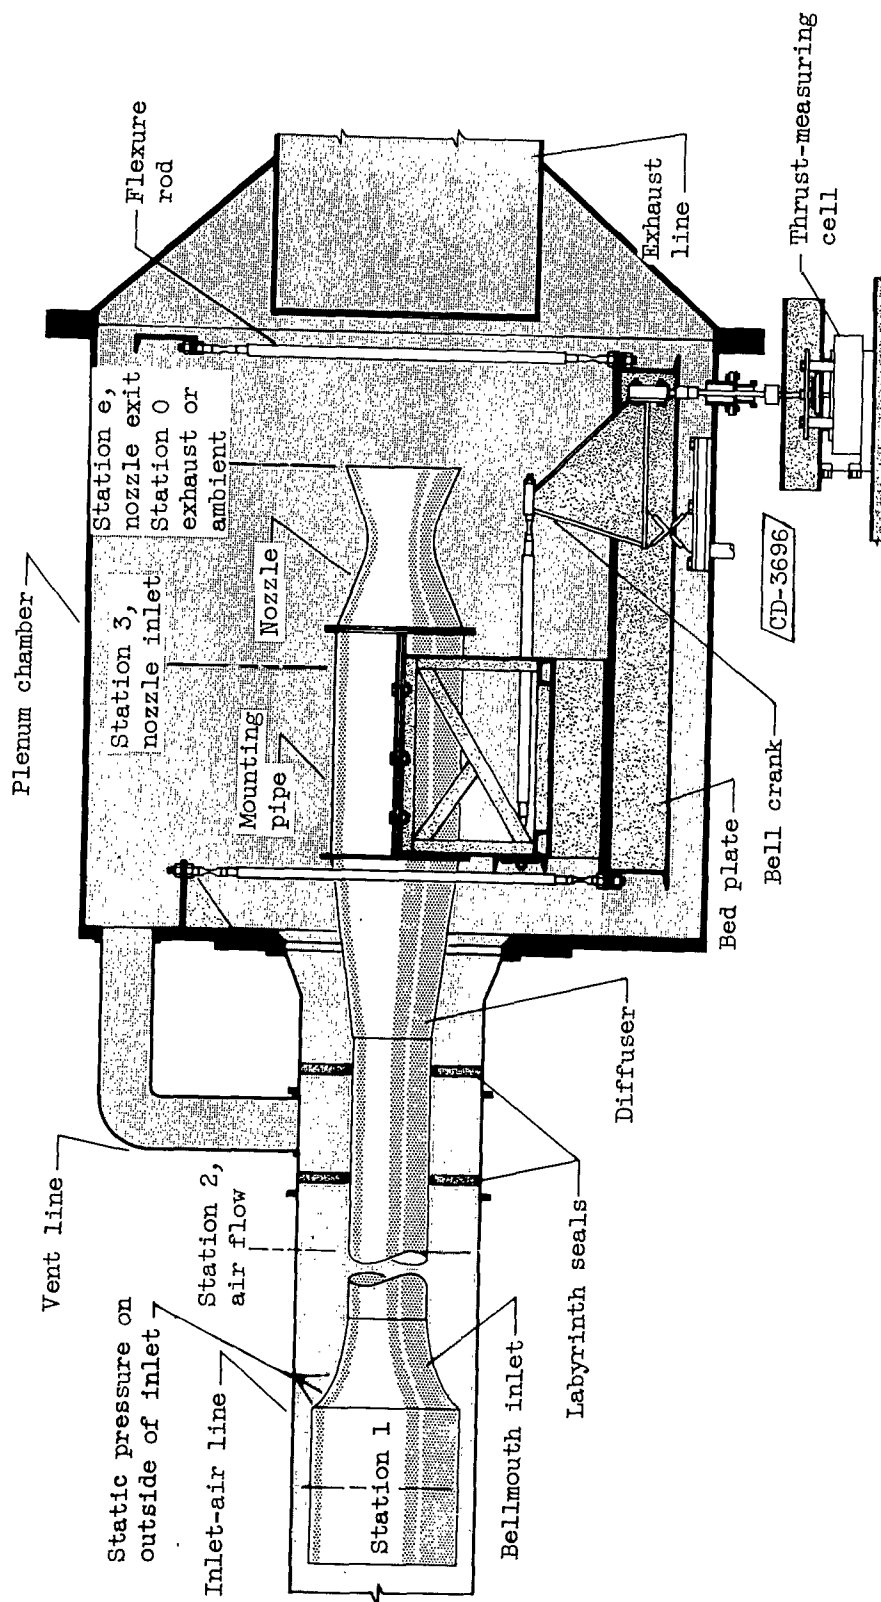 Plenum chamber
Station 3,
nozzle inlet
Station e,
nozzle exit
Station 0
exhaust or
ambient
Flexure
rod
Mounting
pipe
Nozzle
Exhaust
line
Thrust-measuring
cell
CD-3696
Bell crank
Bed plate
Diffuser
Labyrinth seals
Bellmouth inlet
Station 1
Vent line
Station 2,
air flow
Static pressure on
outside of inlet
Inlet-air line